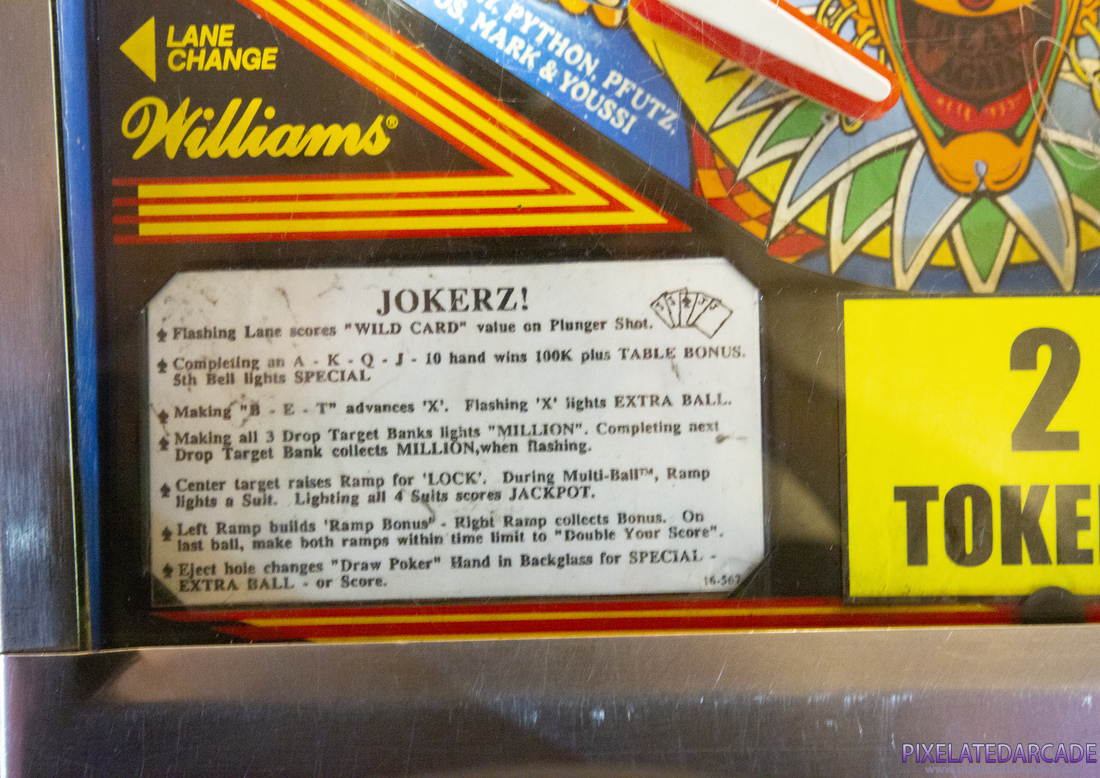 LANE
CHANGE
Williams®
PYTHON, PFUTZ,
OS, MARK & YOUSSI
AGAIN
JOKERZ!
Flashing Lane scores "WILD CARD" value on Plunger Shot.
Completing an A - K - Q - J - 10 hand wins 100K plus TABLE BONUS.
5th Bell lights SPECIAL
Making "B - E - T" advances 'X'. Flashing 'X' lights EXTRA BALL.
Making all 3 Drop Target Banks lights "MILLION". Completing next
Drop Target Bank collects MILLION,when flashing.
Center target raises Ramp for 'LOCK'. During Multi-Ball™, Ramp
lights a Suit. Lighting all 4 Suits scores JACKPOT.
Left Ramp builds 'Ramp Bonus" - Right Ramp collects Bonus. On
last ball, make both ramps within time limit to "Double Your Score".
Eject hole changes "Draw Poker" Hand in Backglass for SPECIAL -
EXTRA BALL - or Score.
16-567
2
TOKE
PIXELATEDARCADE